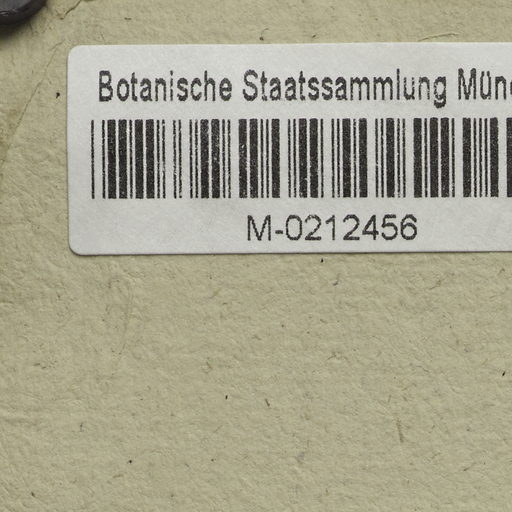 Botanische Staatssammlung Mün
M-0212456